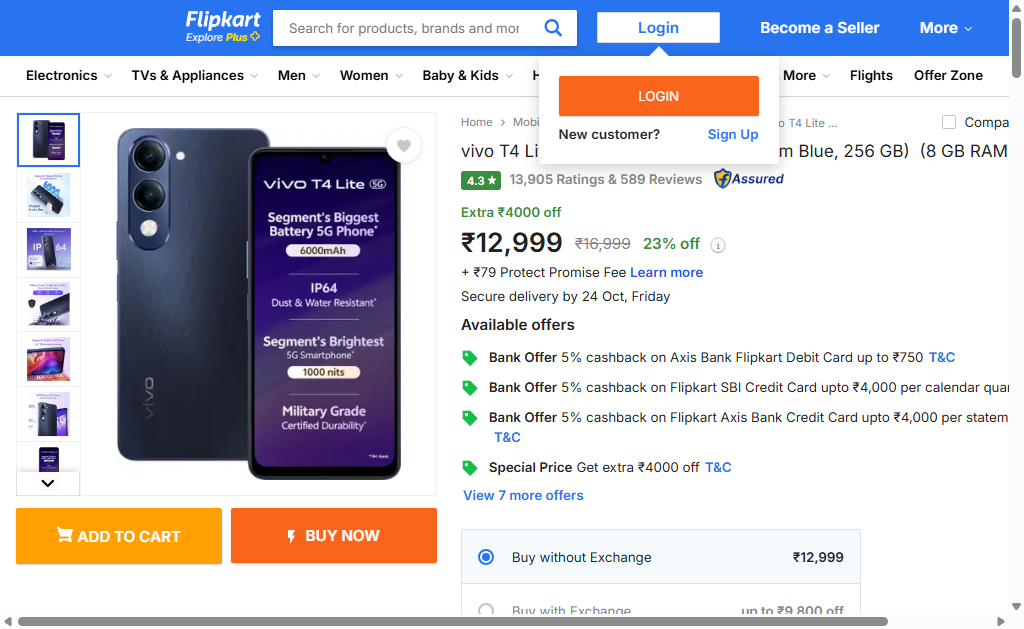 Flipkart
Explore Plus
Search for products, brands and mor
Login
Become a Seller
More
Electronics
TVs & Appliances
Men
Women
Baby & Kids
H
More
Flights
Offer Zone
LOGIN
New customer?
Sign Up
Home
Mobi
o T4 Lite ...
Compa
vivo T4 Li
m Blue, 256 GB) (8 GB RAM
4.3 ★
13,905 Ratings & 589 Reviews
Assured
Extra ₹4000 off
₹12,999 ₹16,999 23% off
+ ₹79 Protect Promise Fee Learn more
Secure delivery by 24 Oct, Friday
Available offers
Bank Offer 5% cashback on Axis Bank Flipkart Debit Card up to ₹750 T&C
Bank Offer 5% cashback on Flipkart SBI Credit Card upto ₹4,000 per calendar quar
Bank Offer 5% cashback on Flipkart Axis Bank Credit Card upto ₹4,000 per statem
T&C
Special Price Get extra ₹4000 off T&C
View 7 more offers
Buy without Exchange ₹12,999
Buy with Exchange up to ₹9,800 off
vivo T4 Lite 5G
Segment's Biggest
Battery 5G Phone*
6000mAh
IP64
Dust & Water Resistant*
Segment's Brightest
5G Smartphone*
1000 nits
Military Grade
Certified Durability*
*T&C Apply
vivo
IP 64
ADD TO CART
BUY NOW